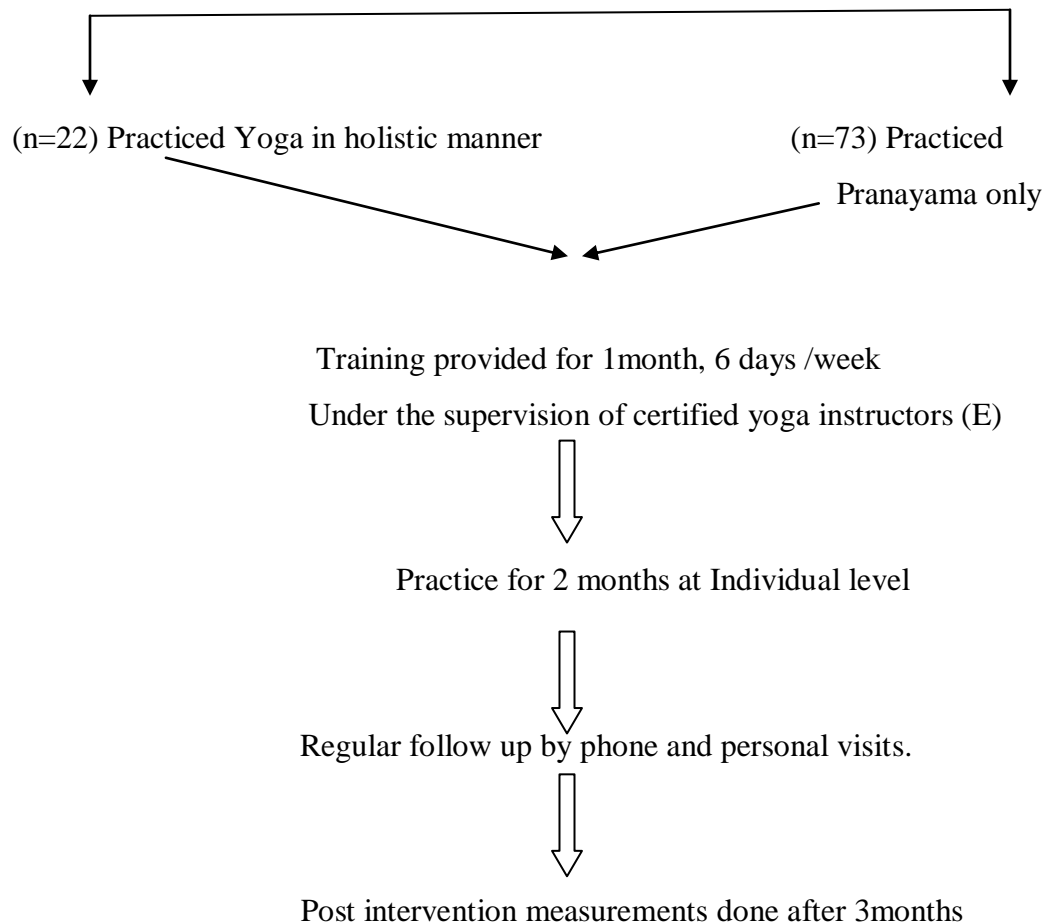 (n=22) Practiced Yoga in holistic manner
(n=73) Practiced
Pranayama only
Training provided for 1month, 6 days /week
Under the supervision of certified yoga instructors (E)
Practice for 2 months at Individual level
Regular follow up by phone and personal visits.
Post intervention measurements done after 3months